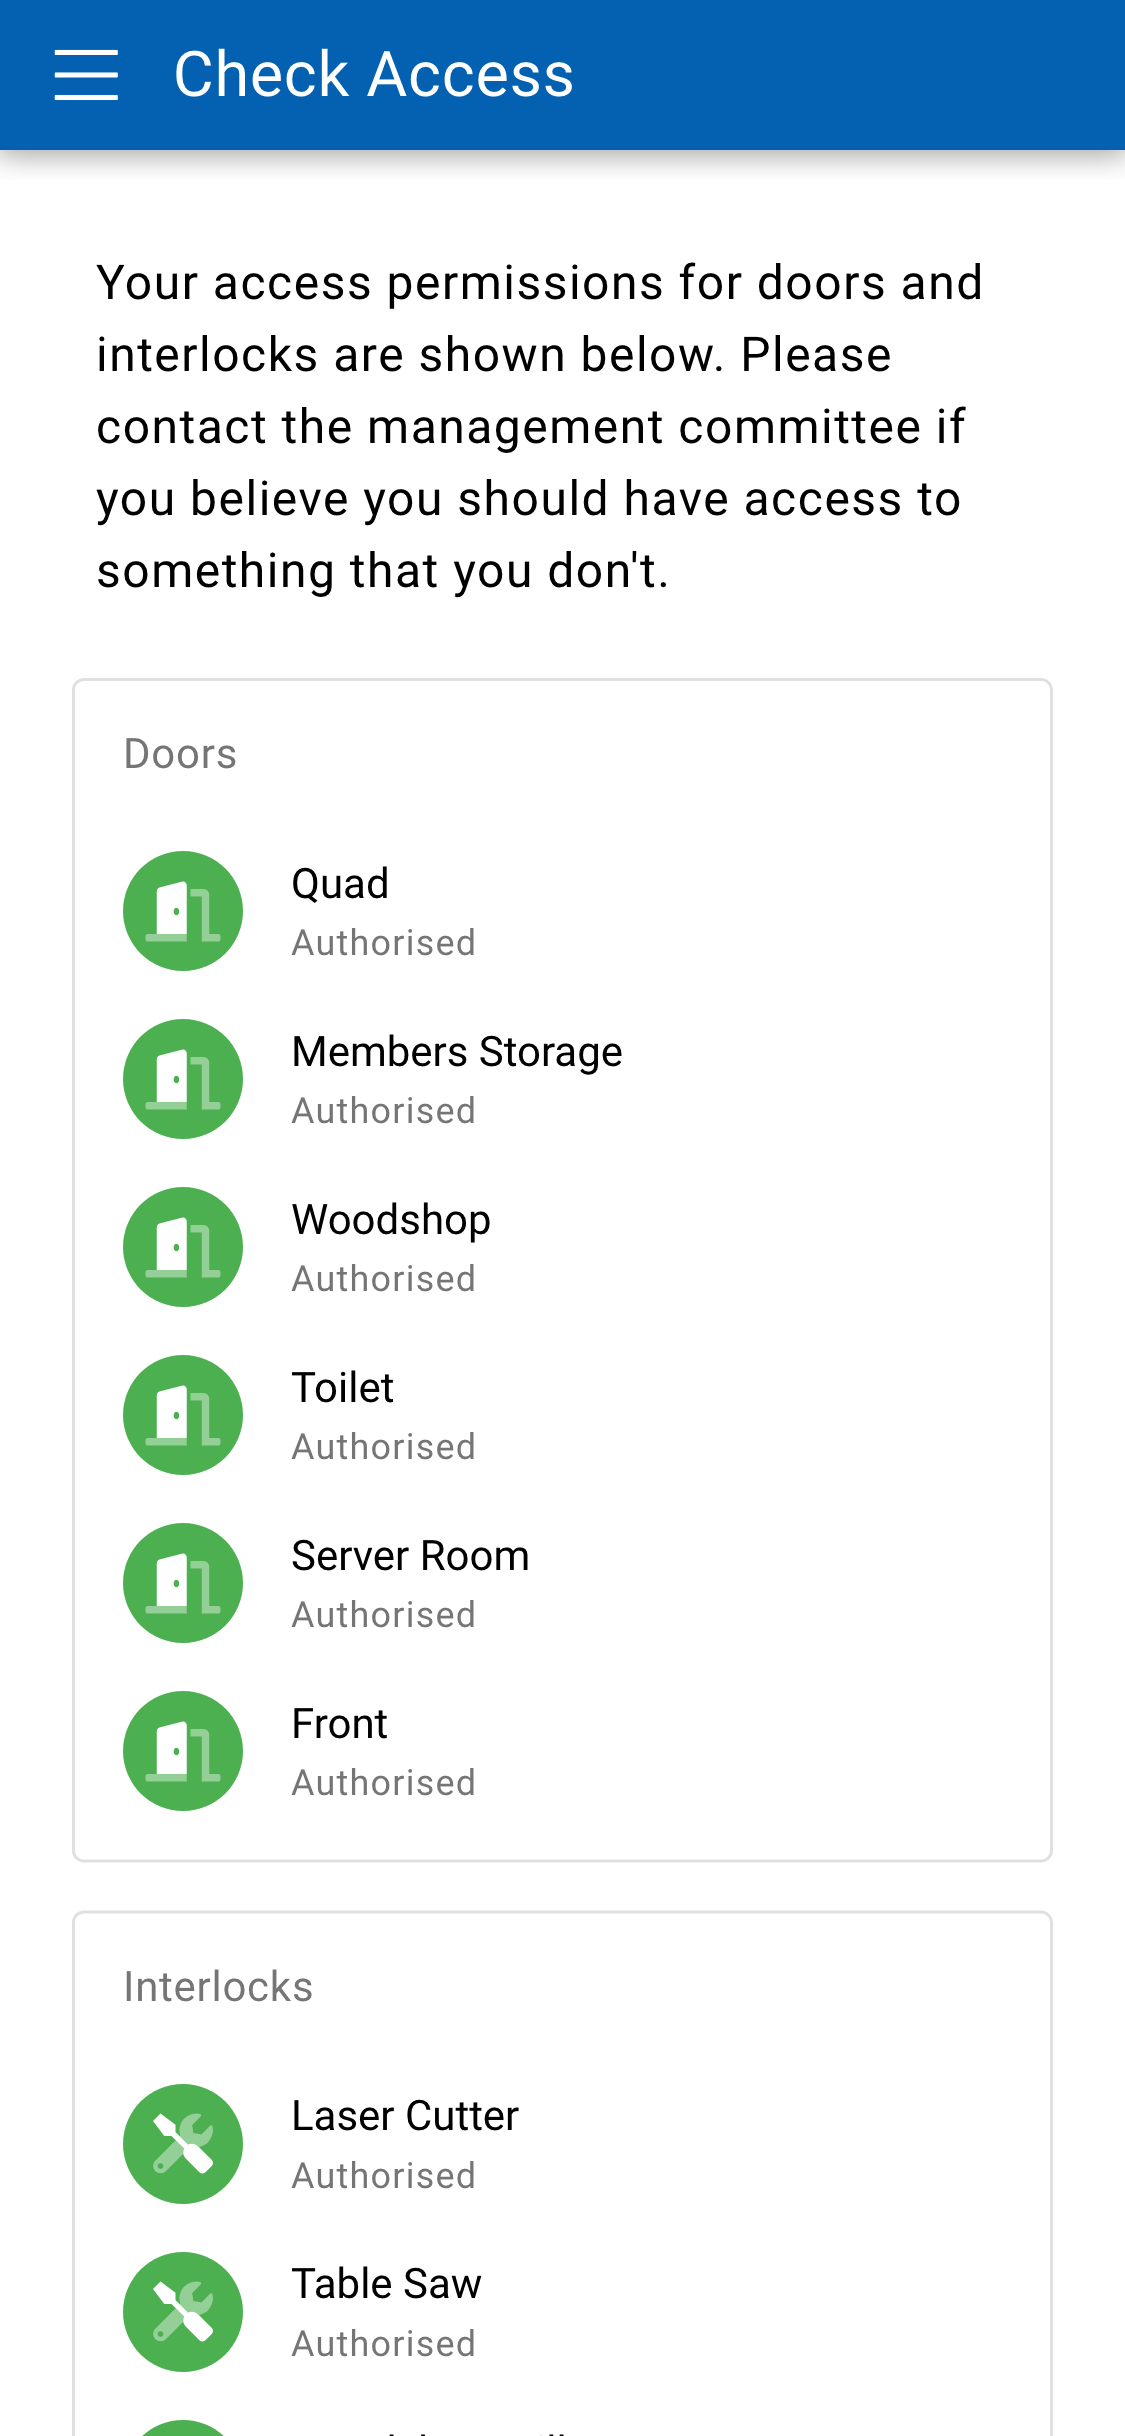 Check Access
Your access permissions for doors and
interlocks are shown below. Please
contact the management committee if
you believe you should have access to
something that you don't.
Doors
Quad
Authorised
Members Storage
Authorised
Woodshop
Authorised
Toilet
Authorised
Server Room
Authorised
Front
Authorised
Interlocks
Laser Cutter
Authorised
Table Saw
Authorised